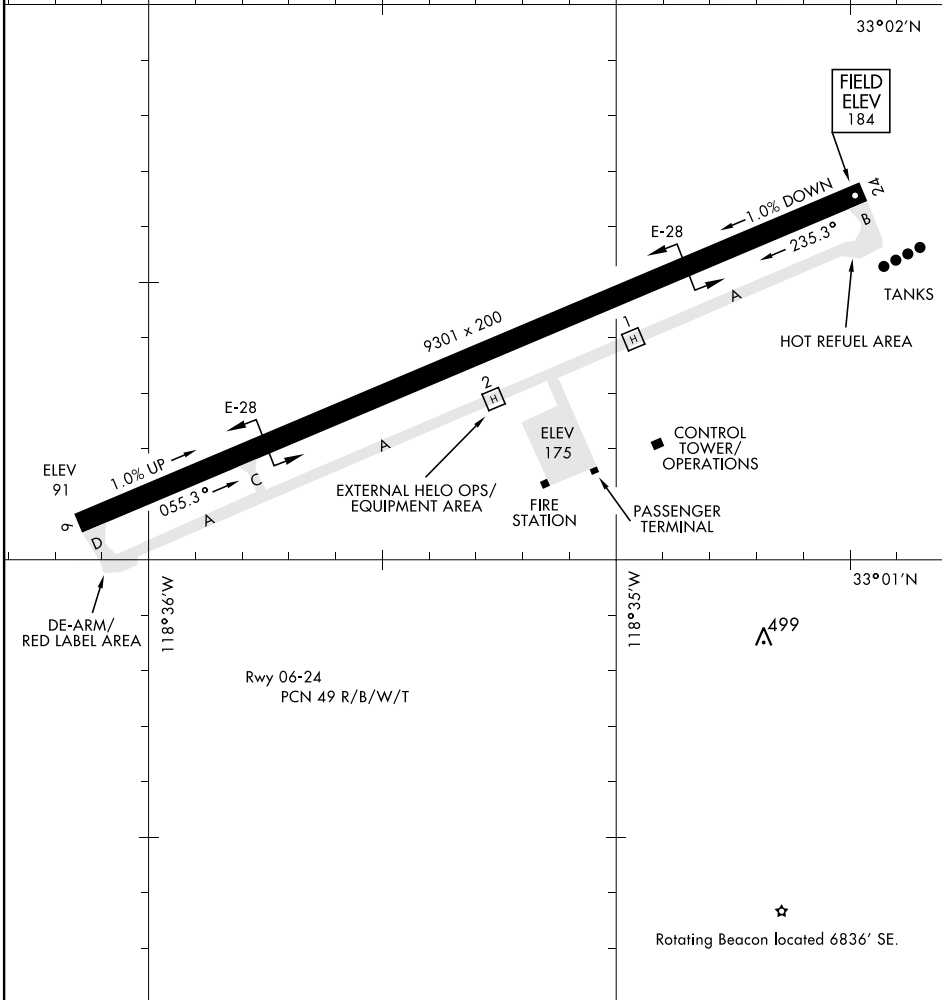 33°02'N
FIELD
ELEV
184
24
1.0% DOWN
B
E-28
235.3°
TANKS
A
9301 x 200
1
H
HOT REFUEL AREA
2
H
E-28
CONTROL
TOWER/
OPERATIONS
ELEV
175
A
1.0% UP
ELEV
91
C
055.3°
EXTERNAL HELO OPS/
EQUIPMENT AREA
FIRE
STATION
PASSENGER
TERMINAL
6
A
D
33°01'N
118°36'W
118°35'W
DE-ARM/
RED LABEL AREA
499
Rwy 06-24
PCN 49 R/B/W/T
Rotating Beacon located 6836' SE.